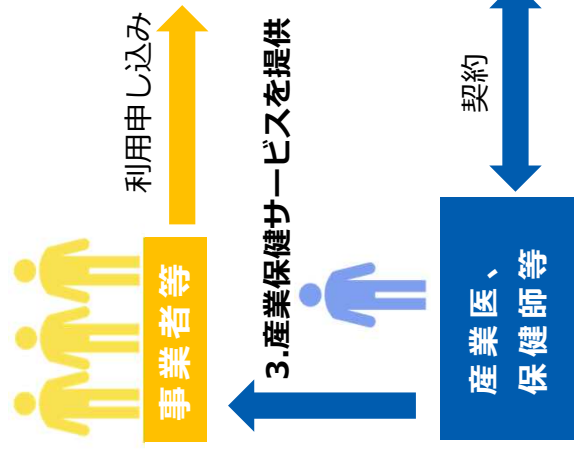 利用申し込み
事業者等
3.産業保健サービスを提供
契約
産業医、
保健師等